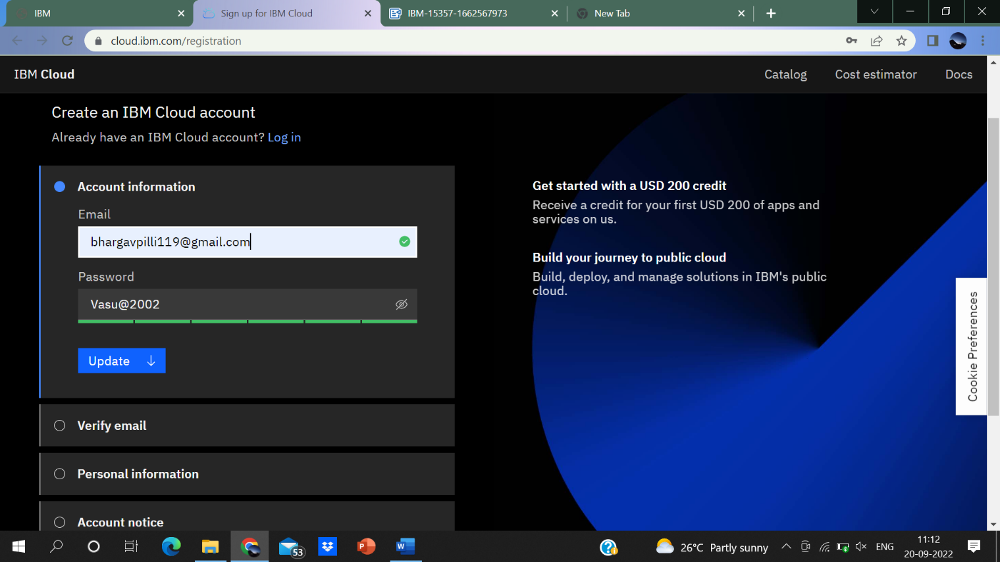 IBM
Sign up for IBM Cloud
IBM-15357-1662567973
New Tab
cloud.ibm.com/registration
IBM Cloud
Catalog
Cost estimator
Docs
Create an IBM Cloud account
Already have an IBM Cloud account? Log in
Account information
Email
bhargavpilli119@gmail.com
Password
Vasu@2002
Update
Verify email
Personal information
Account notice
Get started with a USD 200 credit
Receive a credit for your first USD 200 of apps and
services on us.
Build your journey to public cloud
Build, deploy, and manage solutions in IBM's public
cloud.
Cookie Preferences
53
26°C Partly sunny
ENG
11:12
20-09-2022